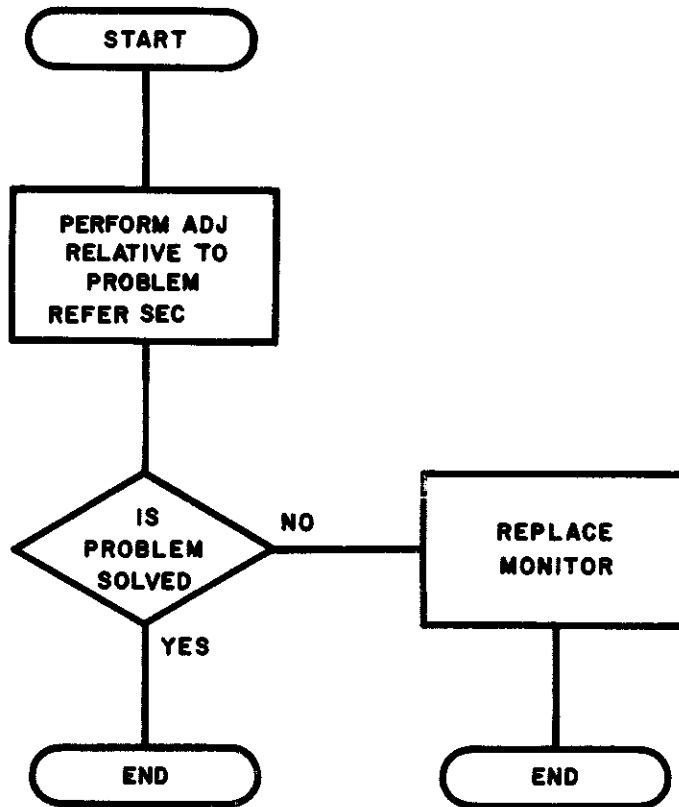 START
PERFORM ADJ
RELATIVE TO
PROBLEM
REFER SEC
IS
PROBLEM
SOLVED
NO
REPLACE
MONITOR
YES
END
END